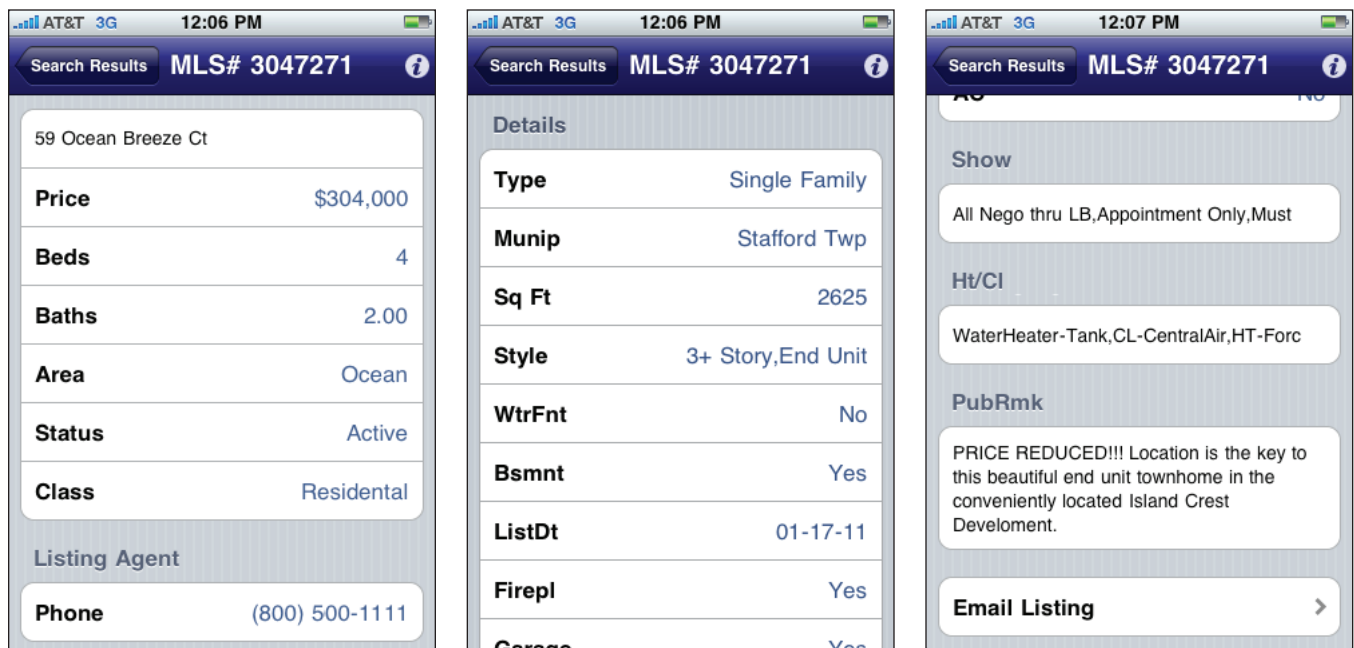 AT&T 3G 12:06 PM
Search Results MLS# 3047271
59 Ocean Breeze Ct
Price $304,000
Beds 4
Baths 2.00
Area Ocean
Status Active
Class Residental
Listing Agent
Phone (800) 500-1111
AT&T 3G 12:06 PM
Search Results MLS# 3047271
Details
Type Single Family
Munip Stafford Twp
Sq Ft 2625
Style 3+ Story,End Unit
WtrFnt No
Bsmnt Yes
ListDt 01-17-11
Firepl Yes
Garage Yes
AT&T 3G 12:07 PM
Search Results MLS# 3047271
AC No
Show
All Nego thru LB,Appointment Only,Must
Ht/Cl
WaterHeater-Tank,CL-CentralAir,HT-Forc
PubRmk
PRICE REDUCED!!! Location is the key to
this beautiful end unit townhome in the
conveniently located Island Crest
Develoment.
Email Listing